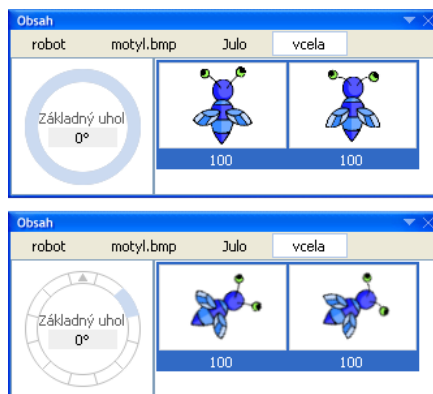 Obsah
robot motyl.bmp Julo vcela
Základný uhol
0°
100 100
Obsah
robot motyl.bmp Julo vcela
Základný uhol
0°
100 100